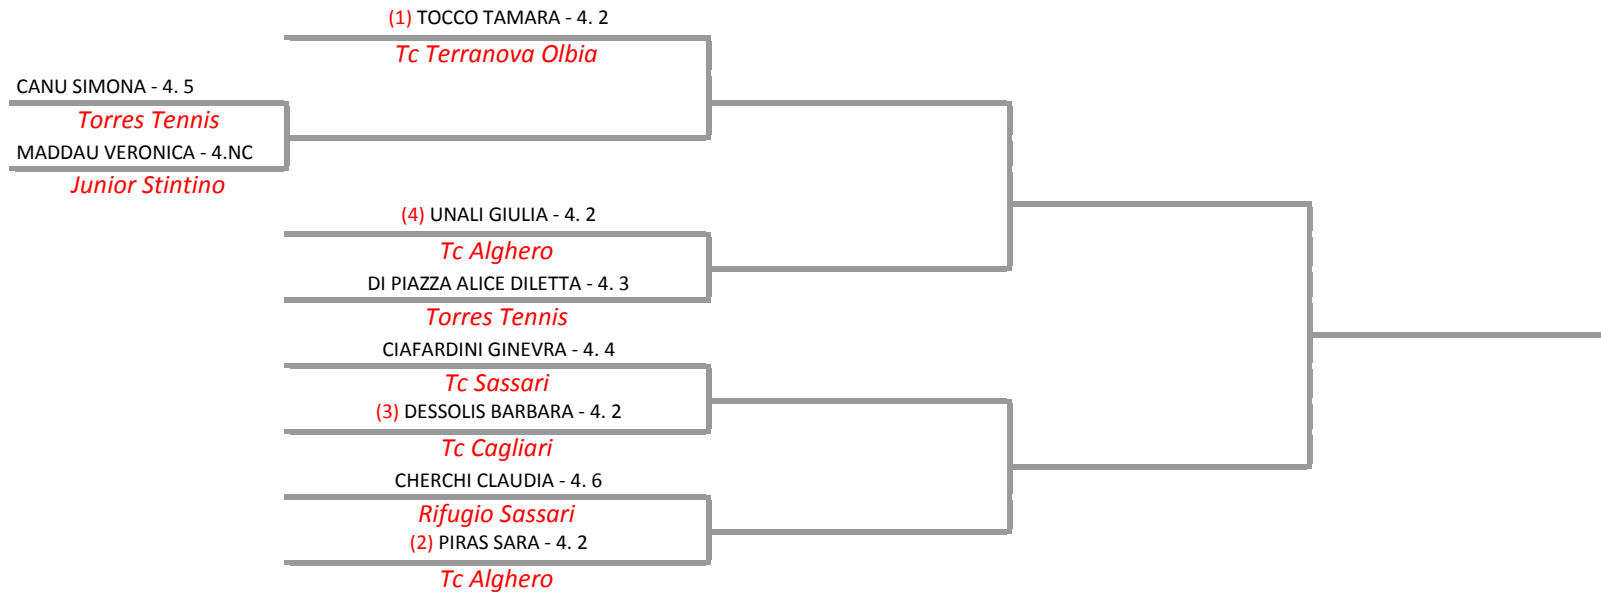 (1) TOCCO TAMARA - 4. 2
Tc Terranova Olbia
CANU SIMONA - 4. 5
Torres Tennis
MADDAU VERONICA - 4.NC
Junior Stintino
(4) UNALI GIULIA - 4. 2
Tc Alghero
DI PIAZZA ALICE DILETTA - 4. 3
Torres Tennis
CIAFARDINI GINEVRA - 4. 4
Tc Sassari
(3) DESSOLIS BARBARA - 4. 2
Tc Cagliari
CHERCHI CLAUDIA - 4. 6
Rifugio Sassari
(2) PIRAS SARA - 4. 2
Tc Alghero